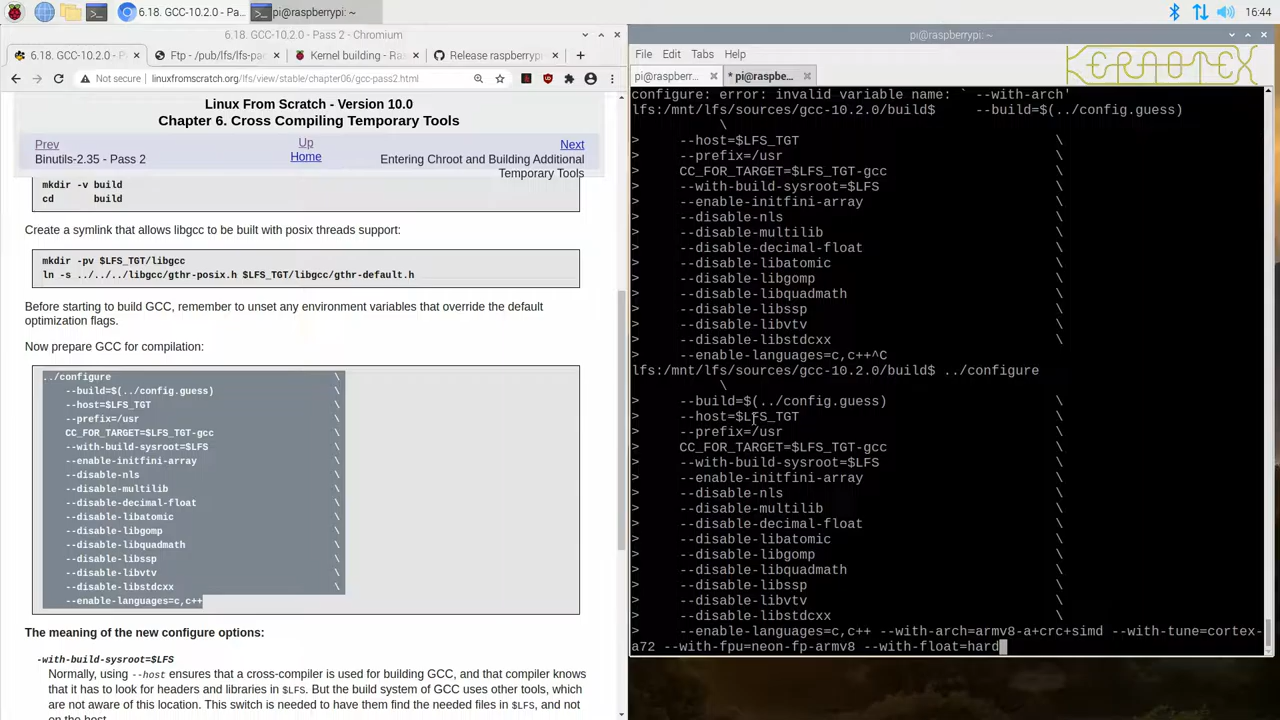 6.18. GCC-10.2.0 - Pa...
pi@raspberrypi: ~
16:44
6.18. GCC-10.2.0 - Pass 2 - Chromium
6.18. GCC-10.2.0 - Pa
Ftp - /pub/lfs/lfs-pa
Kernel building - Ras
Release raspberrypi
Not secure
linuxfromscratch.org/lfs/view/stable/chapter06/gcc-pass2.html
Linux From Scratch - Version 10.0
Chapter 6. Cross Compiling Temporary Tools
Prev
Up
Next
Binutils-2.35 - Pass 2
Home
Entering Chroot and Building Additional
Temporary Tools
mkdir -v build
cd       build
Create a symlink that allows libgcc to be built with posix threads support:
mkdir -pv $LFS_TGT/libgcc
ln -s ../../../libgcc/gthr-posix.h $LFS_TGT/libgcc/gthr-default.h
Before starting to build GCC, remember to unset any environment variables that override the default
optimization flags.
Now prepare GCC for compilation:
../configure \
--build=$(../config.guess) \
--host=$LFS_TGT \
--prefix=/usr \
CC_FOR_TARGET=$LFS_TGT-gcc \
--with-build-sysroot=$LFS \
--enable-initfini-array \
--disable-nls \
--disable-multilib \
--disable-decimal-float \
--disable-libatomic \
--disable-libgomp \
--disable-libquadmath \
--disable-libssp \
--disable-libvtv \
--disable-libstdcxx \
--enable-languages=c,c++
The meaning of the new configure options:
-with-build-sysroot=$LFS
Normally, using --host ensures that a cross-compiler is used for building GCC, and that compiler knows
that it has to look for headers and libraries in $LFS. But the build system of GCC uses other tools, which
are not aware of this location. This switch is needed to have them find the needed files in $LFS, and not
on the host.
pi@raspberrypi: ~
File Edit Tabs Help
KERAOTEX
pi@raspberr...
* pi@raspbe...
configure: error: invalid variable name: ` --with-arch'
lfs:/mnt/lfs/sources/gcc-10.2.0/build$     --build=$(../config.guess)
\
> --host=$LFS_TGT \
> --prefix=/usr \
> CC_FOR_TARGET=$LFS_TGT-gcc \
> --with-build-sysroot=$LFS \
> --enable-initfini-array \
> --disable-nls \
> --disable-multilib \
> --disable-decimal-float \
> --disable-libatomic \
> --disable-libgomp \
> --disable-libquadmath \
> --disable-libssp \
> --disable-libvtv \
> --disable-libstdcxx \
> --enable-languages=c,c++^C
lfs:/mnt/lfs/sources/gcc-10.2.0/build$ ../configure
\
> --build=$(../config.guess) \
> --host=$LFS_TGT \
> --prefix=/usr \
> CC_FOR_TARGET=$LFS_TGT-gcc \
> --with-build-sysroot=$LFS \
> --enable-initfini-array \
> --disable-nls \
> --disable-multilib \
> --disable-decimal-float \
> --disable-libatomic \
> --disable-libgomp \
> --disable-libquadmath \
> --disable-libssp \
> --disable-libvtv \
> --disable-libstdcxx \
> --enable-languages=c,c++ --with-arch=armv8-a+crc+simd --with-tune=cortex-
a72 --with-fpu=neon-fp-armv8 --with-float=hard